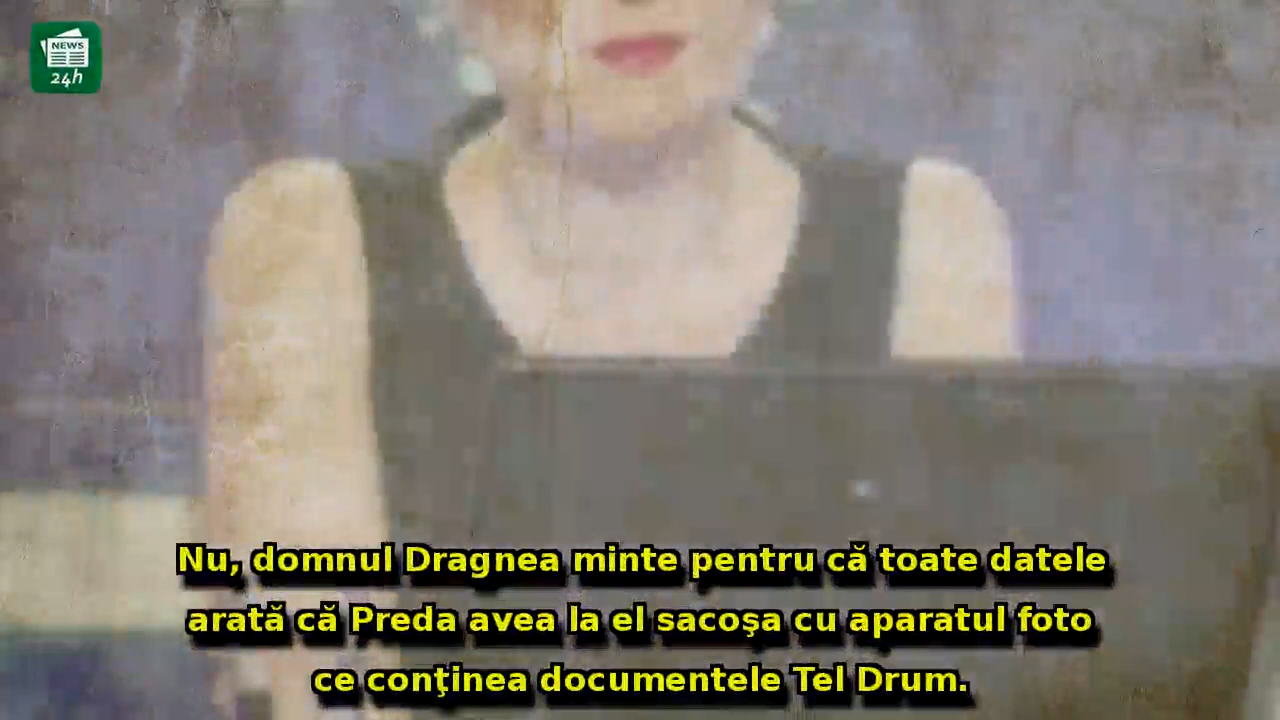 NEWS
24h
Nu, domnul Dragnea minte pentru că toate datele
arată că Preda avea la el sacoşa cu aparatul foto
ce conţinea documentele Tel Drum.